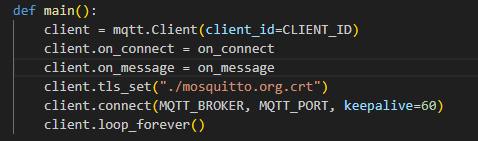 def main():
    client = mqtt.Client(client_id=CLIENT_ID)
    client.on_connect = on_connect
    client.on_message = on_message
    client.tls_set("./mosquitto.org.crt")
    client.connect(MQTT_BROKER, MQTT_PORT, keepalive=60)
    client.loop_forever()